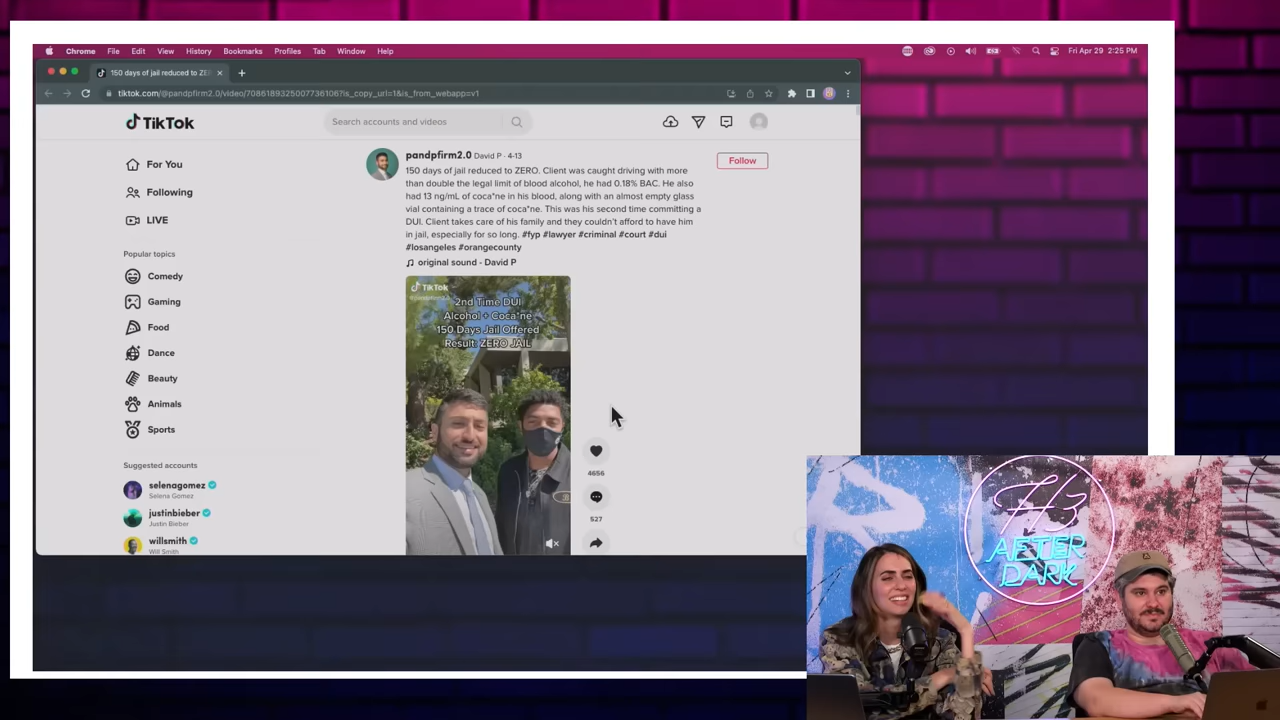 Chrome File Edit View History Bookmarks Profiles Tab Window Help
Fri Apr 29 2:25 PM
150 days of jail reduced to ZE
tiktok.com/@pandpfirm2.0/video/7086189325007736106?is_copy_url=1&is_from_webapp=v1
TikTok
Search accounts and videos
For You
Following
LIVE
Popular topics
Comedy
Gaming
Food
Dance
Beauty
Animals
Sports
Suggested accounts
selenagomez
Selena Gomez
justinbieber
Justin Bieber
willsmith
Will Smith
pandpfirm2.0 David P · 4-13
Follow
150 days of jail reduced to ZERO. Client was caught driving with more
than double the legal limit of blood alcohol, he had 0.18% BAC. He also
had 13 ng/mL of coca*ne in his blood, along with an almost empty glass
vial containing a trace of coca*ne. This was his second time committing a
DUI. Client takes care of his family and they couldn't afford to have him
in jail, especially for so long. #fyp #lawyer #criminal #court #dui
#losangeles #orangecounty
original sound - David P
TikTok
2nd Time DUI
Alcohol + Coca*ne
150 Days Jail Offered
Result: ZERO JAIL
4656
527
H3
AFTER
DARK